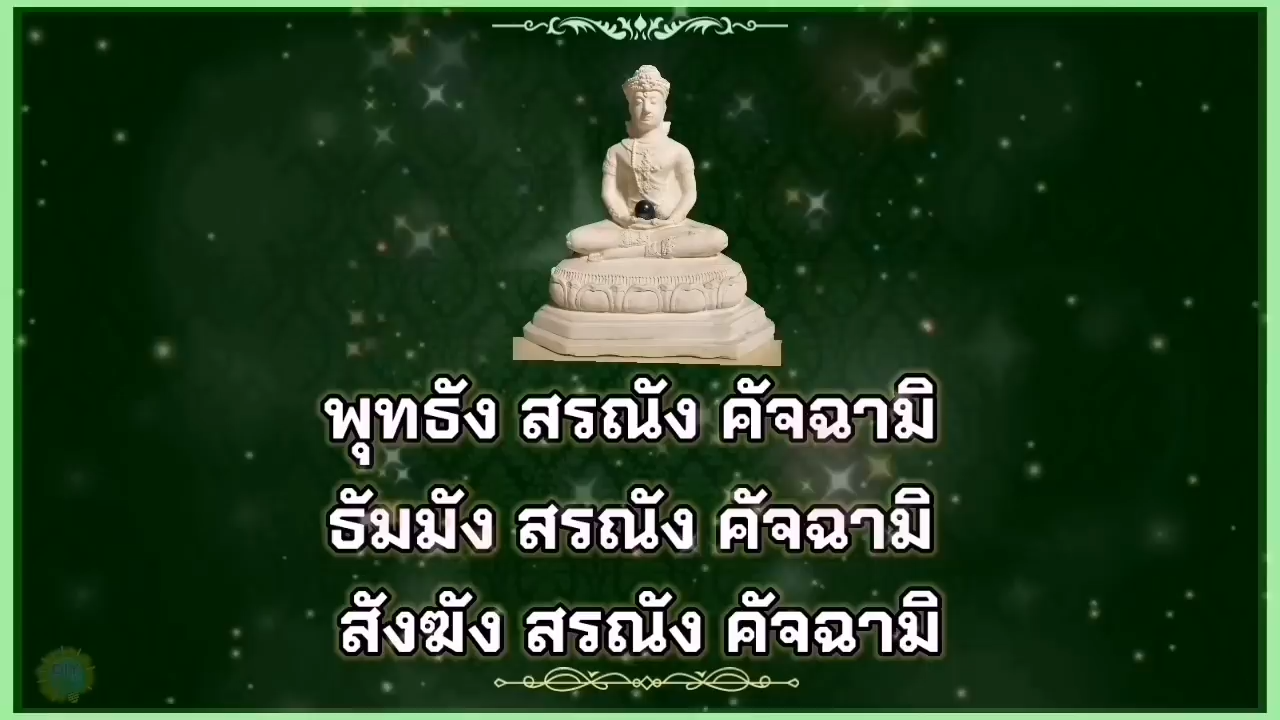 พุทธัง สรณัง คัจฉามิ
ธัมมัง สรณัง คัจฉามิ
สังฆัง สรณัง คัจฉามิ